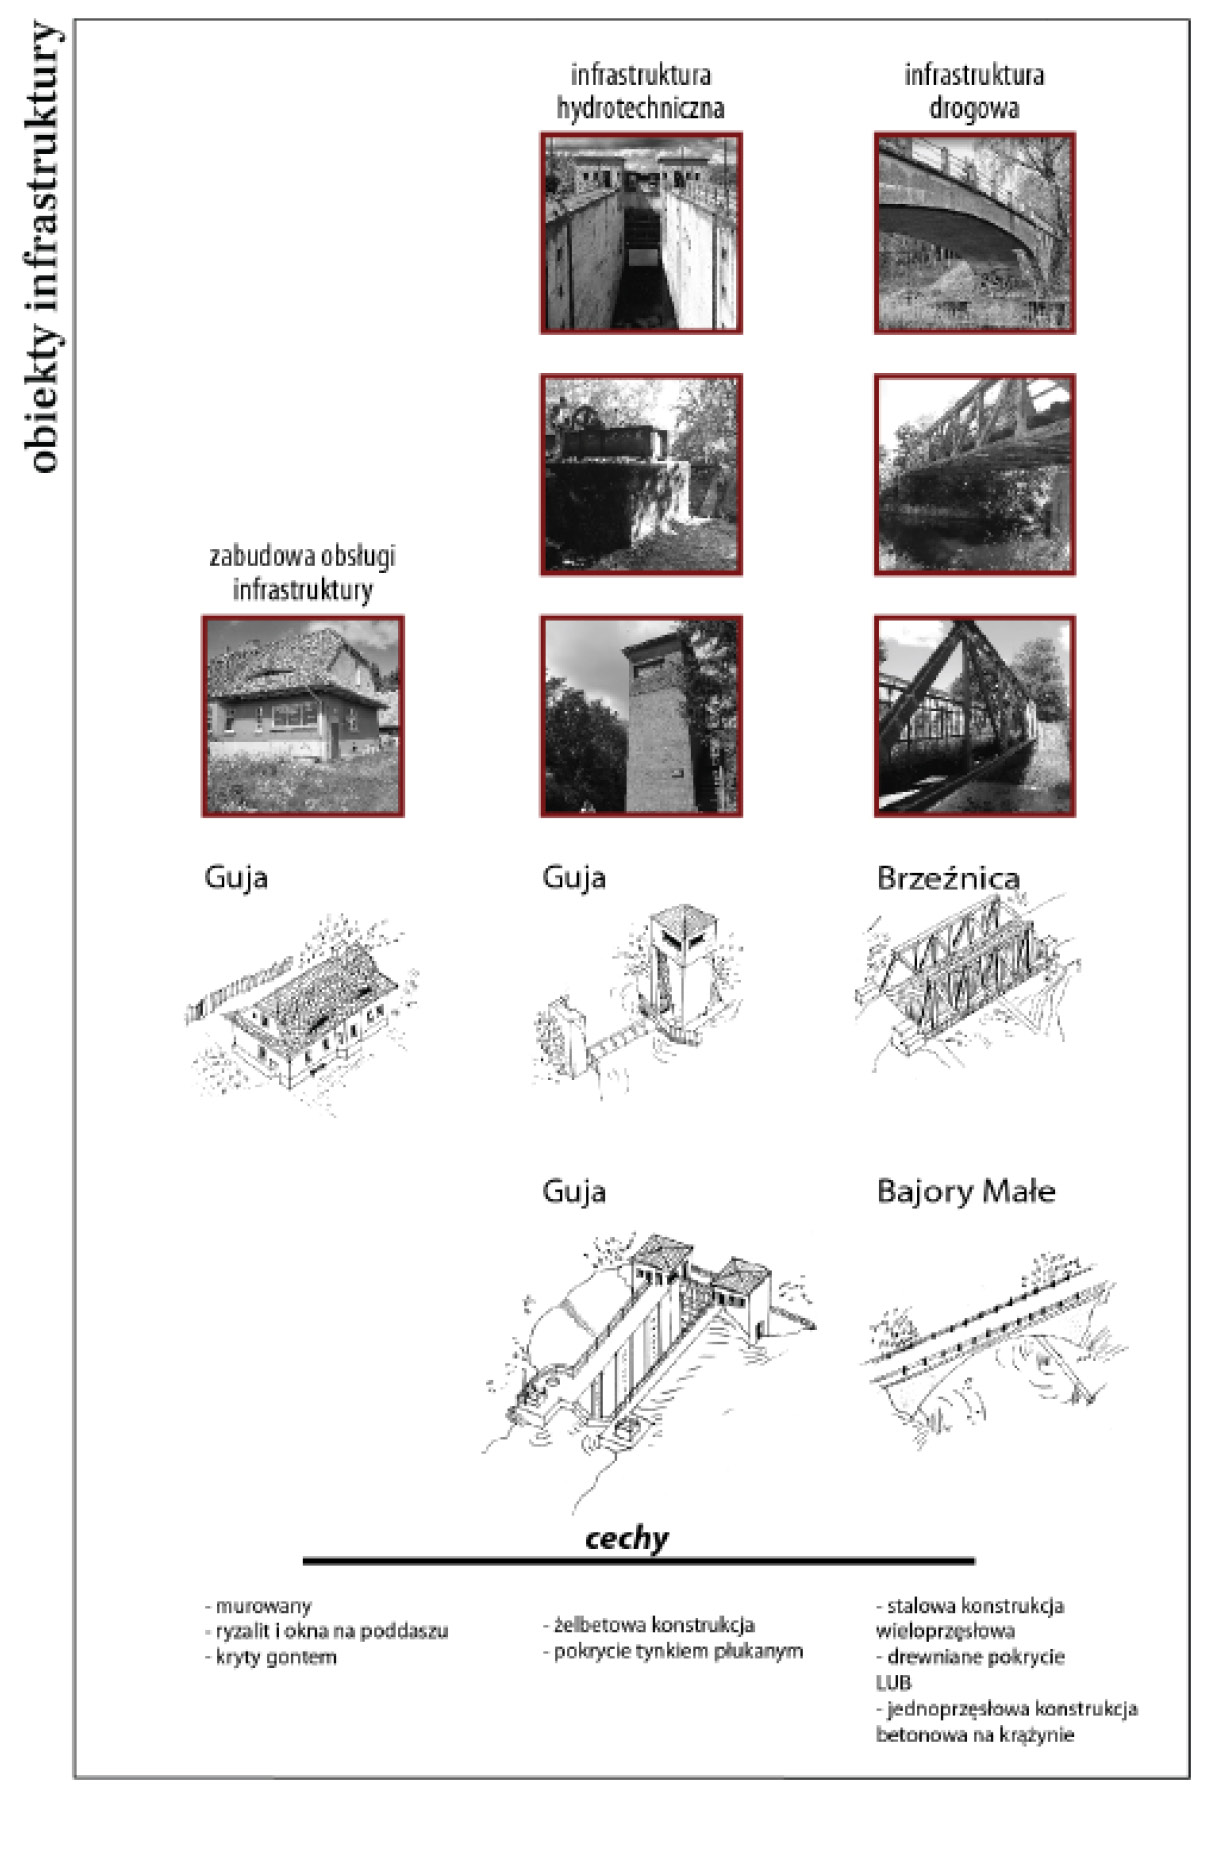 obiekty infrastruktury
infrastruktura
hydrotechniczna
infrastruktura
drogowa
zabudowa obsługi
infrastruktury
Guja
Guja
Brzeźnica
Guja
Bajory Małe
cechy
- murowany
- ryzalit i okna na poddaszu
- kryty gontem
- żelbetowa konstrukcja
- pokrycie tynkiem płukanym
- stalowa konstrukcja
wieloprzęsłowa
- drewniane pokrycie
LUB
- jednoprzęsłowa konstrukcja
betonowa na krążynie